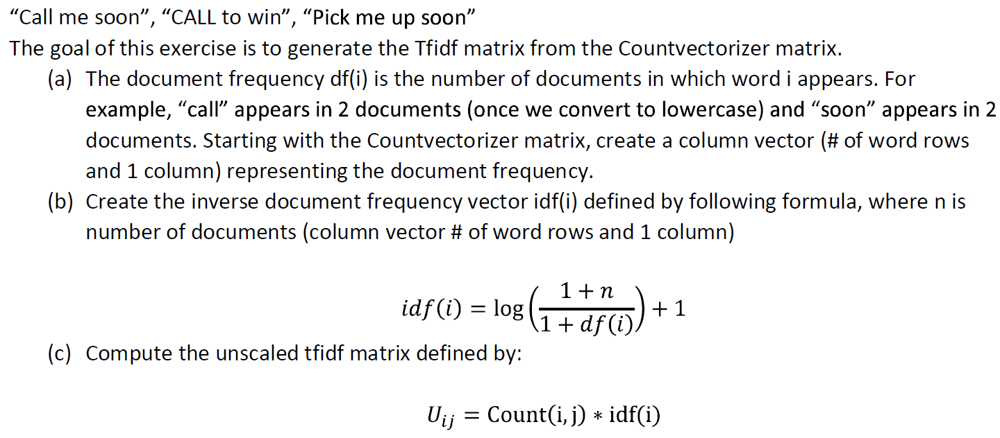 “Call me soon”, “CALL to win”, “Pick me up soon”
The goal of this exercise is to generate the Tfidf matrix from the Countvectorizer matrix.
(a) The document frequency df(i) is the number of documents in which word i appears. For
example, “call” appears in 2 documents (once we convert to lowercase) and “soon” appears in 2
documents. Starting with the Countvectorizer matrix, create a column vector (# of word rows
and 1 column) representing the document frequency.
(b) Create the inverse document frequency vector idf(i) defined by following formula, where n is
number of documents (column vector # of word rows and 1 column)
idf(i) = log(\frac{1 + n}{1 + df(i)}) + 1
(c) Compute the unscaled tfidf matrix defined by:
U_{ij} = Count(i, j) * idf(i)